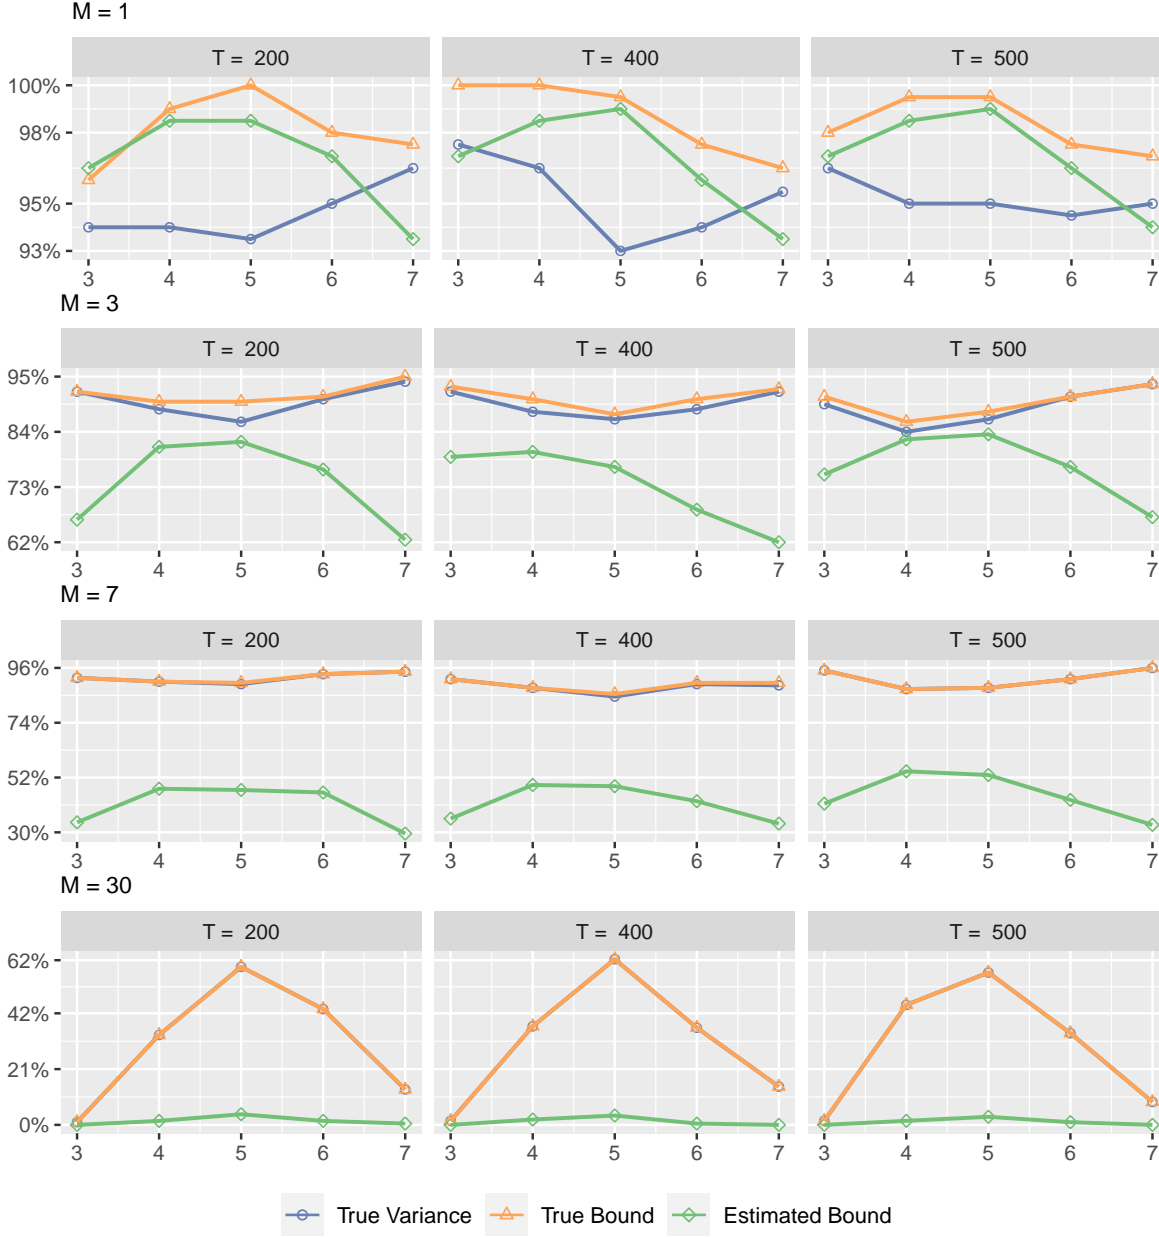 M = 1
T = 200
T = 400
T = 500
100%
98%
95%
93%
3 4 5 6 7
3 4 5 6 7
3 4 5 6 7
M = 3
T = 200
T = 400
T = 500
95%
84%
73%
62%
3 4 5 6 7
3 4 5 6 7
3 4 5 6 7
M = 7
T = 200
T = 400
T = 500
96%
74%
52%
30%
3 4 5 6 7
3 4 5 6 7
3 4 5 6 7
M = 30
T = 200
T = 400
T = 500
62%
42%
21%
0%
3 4 5 6 7
3 4 5 6 7
3 4 5 6 7
True Variance
True Bound
Estimated Bound